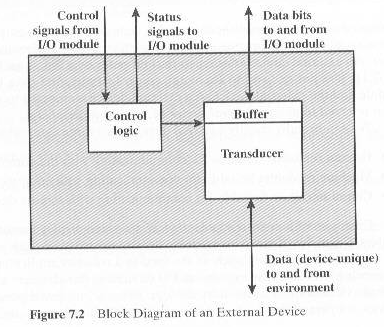 Control
signals from
I/O module
Status
signals to
I/O module
Data bits
to and from
I/O module
Control
logic
Buffer
Transducer
Data (device-unique)
to and from
environment
Figure 7.2 Block Diagram of an External Device